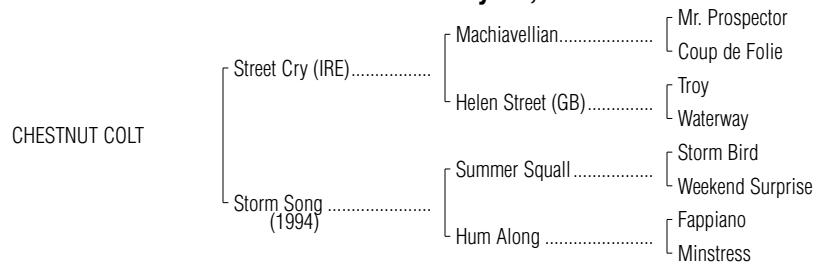 Mr. Prospector
Machiavellian....................
Coup de Folie
Street Cry (IRE)..................
Troy
Helen Street (GB)..............
Waterway
CHESTNUT COLT
Storm Bird
Summer Squall.................
Weekend Surprise
Storm Song .......................
(1994)
Fappiano
Hum Along ........................
Minstress